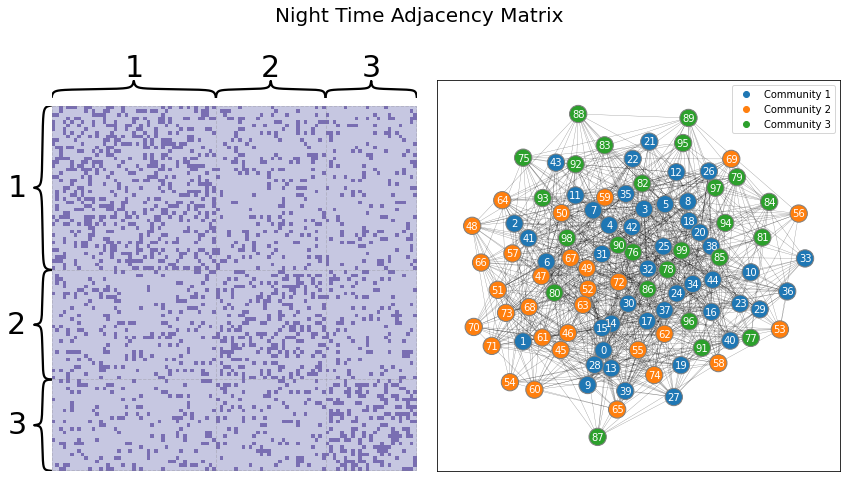 Night Time Adjacency Matrix
1 2 3
1
2
3
Community 1
Community 2
Community 3
88 89
21 95
83
43 92 22 12 26 69
75
79
97
82
93 11 59 35
64 84
50 7 3 5 8
56
48 2 4 42 18 94
20
41 98 90 81
38
57 67 31 76 25 99 85
66 6 49 32 78 33
47 10
72 34 44
51 80 52 86 24 36
63 30 23 29
73 68 37 16
70 15 14 17 96 53
61 46 62
71 1 40 77
45 0 55 91
28 13 19 58
54 74
60 9 39
27
65
87